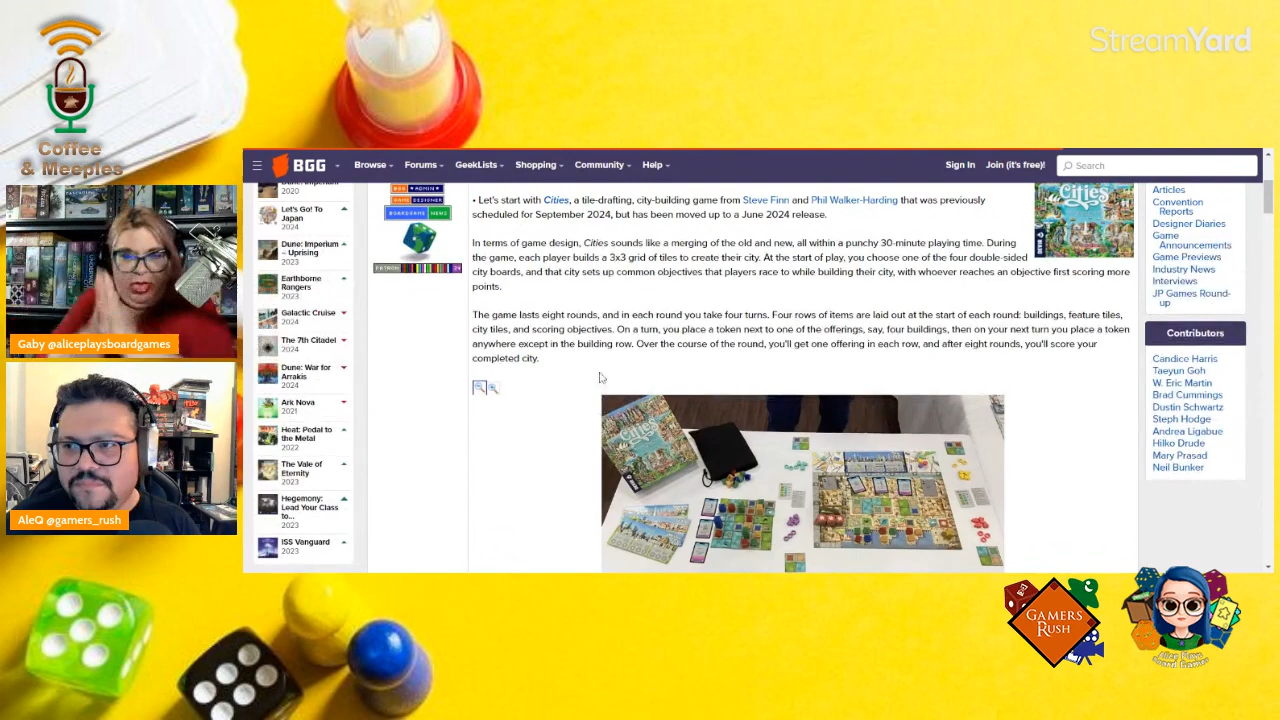 StreamYard
Coffee
& Meeples
Gaby @aliceplaysboardgames
AleQ @gamers_rush
BGG
Browse
Forums
GeekLists
Shopping
Community
Help
Sign In
Join (it's free!)
Search
2020
Let's Go! To
Japan
2024
Dune: Imperium
– Uprising
2023
Earthborne
Rangers
2023
Galactic Cruise
2024
The 7th Citadel
2024
Dune: War for
Arrakis
2024
Ark Nova
2021
Heat: Pedal to
the Metal
2022
The Vale of
Eternity
2023
Hegemony:
Lead Your Class
to...
2023
ISS Vanguard
2023
BGG ADMIN
GAME DESIGNER
BOARDGAME NEWS
PATRON 24
• Let's start with Cities, a tile-drafting, city-building game from Steve Finn and Phil Walker-Harding that was previously
scheduled for September 2024, but has been moved up to a June 2024 release.
In terms of game design, Cities sounds like a merging of the old and new, all within a punchy 30-minute playing time. During
the game, each player builds a 3x3 grid of tiles to create their city. At the start of play, you choose one of the four double-sided
city boards, and that city sets up common objectives that players race to while building their city, with whoever reaches an objective first scoring more
points.
The game lasts eight rounds, and in each round you take four turns. Four rows of items are laid out at the start of each round: buildings, feature tiles,
city tiles, and scoring objectives. On a turn, you place a token next to one of the offerings, say, four buildings, then on your next turn you place a token
anywhere except in the building row. Over the course of the round, you'll get one offering in each row, and after eight rounds, you'll score your
completed city.
Cities
Cities
Articles
Convention
Reports
Designer Diaries
Game
Announcements
Game Previews
Industry News
Interviews
JP Games Round-
up
Contributors
Candice Harris
Taeyun Goh
W. Eric Martin
Brad Cummings
Dustin Schwartz
Steph Hodge
Andrea Ligabue
Hilko Drude
Mary Prasad
Neil Bunker
GAMERS
RUSH
Alice Plays
Board Games